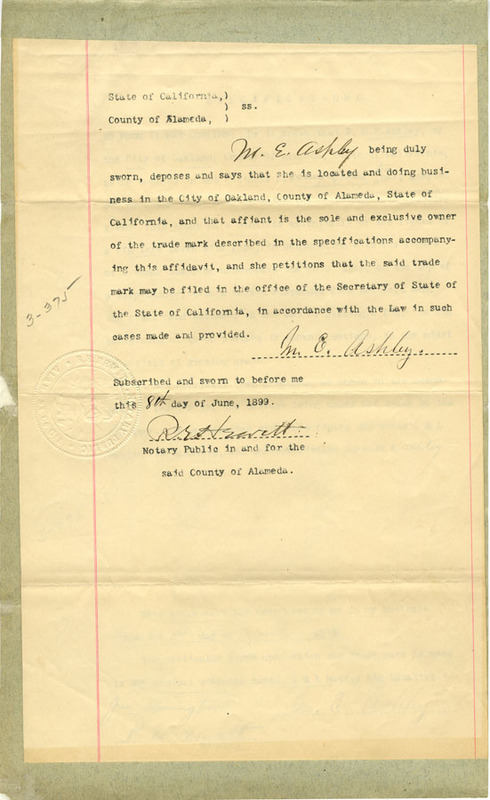 State of California,)
) ss.
County of Alameda, )
M. E. Ashby being duly
sworn, deposes and says that she is located and doing busi-
ness in the City of Oakland, County of Alameda, State of
California, and that affiant is the sole and exclusive owner
of the trade mark described in the specifications accompany-
ing this affidavit, and she petitions that the said trade
mark may be filed in the office of the Secretary of State of
the State of California, in accordance with the Law in such
cases made and provided.
M. E. Ashby.
3-375
Subscribed and sworn to before me
this 8th day of June, 1899.
Notary Public in and for the
said County of Alameda.